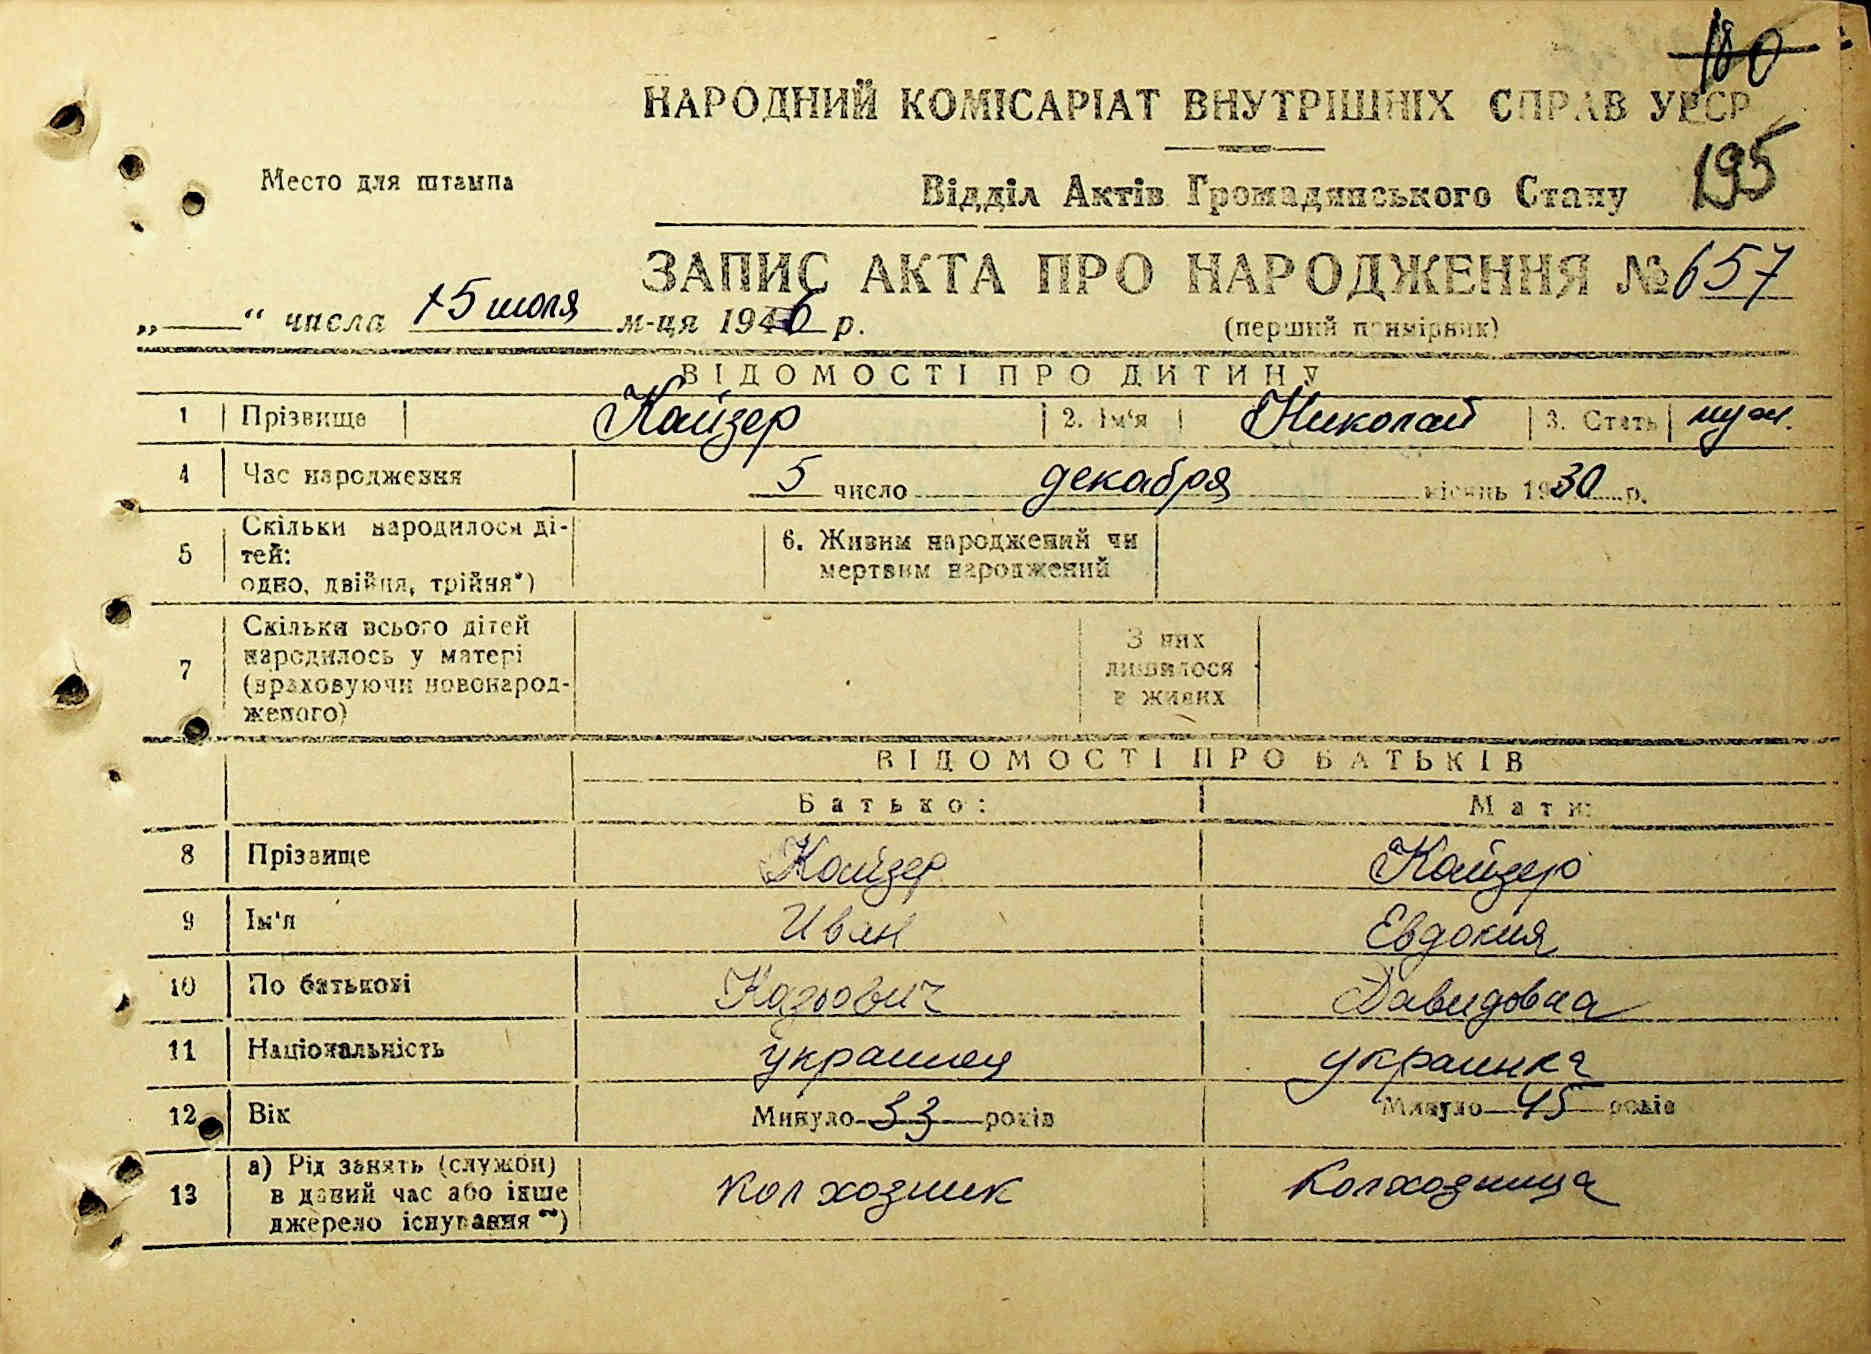 180
НАРОДНИЙ КОМІСАРІАТ ВНУТРІШНІХ СПРАВ УРСР
195
Место для штампа
Відділ Актів Громадянського Стану
ЗАПИС АКТА ПРО НАРОДЖЕННЯ № 657
„—“ числа 15 июля м-ця 1946 р.
(перший примірник)
ВІДОМОСТІ ПРО ДИТИНУ
1 Прізвище Кайзер 2. Ім'я Николай 3. Стать муж.
4 Час народження 5 число декабря місяць 1930 р.
5 Скільки народилося ді-
тей:
одно, двійня, трійня*)
6. Живим народжений чи
мертвим народжений
7 Скільки всього дітей
народилось у матері
(враховуючи новонарод-
женого)
З них
лишилося
в живих
ВІДОМОСТІ ПРО БАТЬКІВ
Батько: Мати:
8 Прізвище Кайзер Кайзер
9 Ім'я Иван Евдокия
10 По батькові Давидовна
11 Національність украинец украинка
12 Вік Минуло 33 років Минуло 45 років
13 а) Рід занять (служби)
в даний час або інше
джерело існування **)
колхозник колхозница